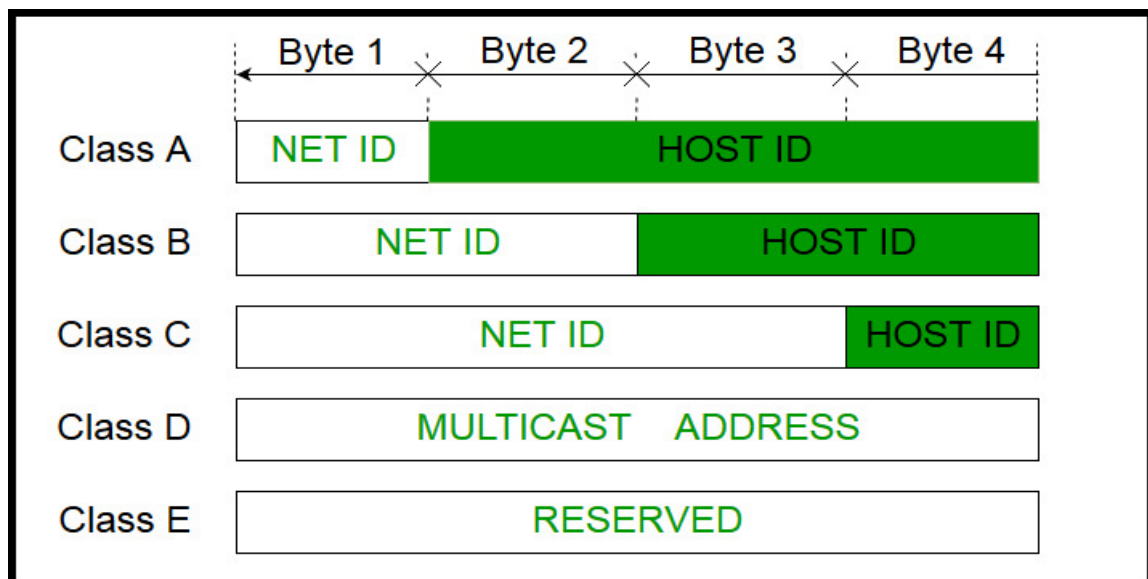 Byte 1 Byte 2 Byte 3 Byte 4
Class A NET ID HOST ID
Class B NET ID HOST ID
Class C NET ID HOST ID
Class D MULTICAST ADDRESS
Class E RESERVED